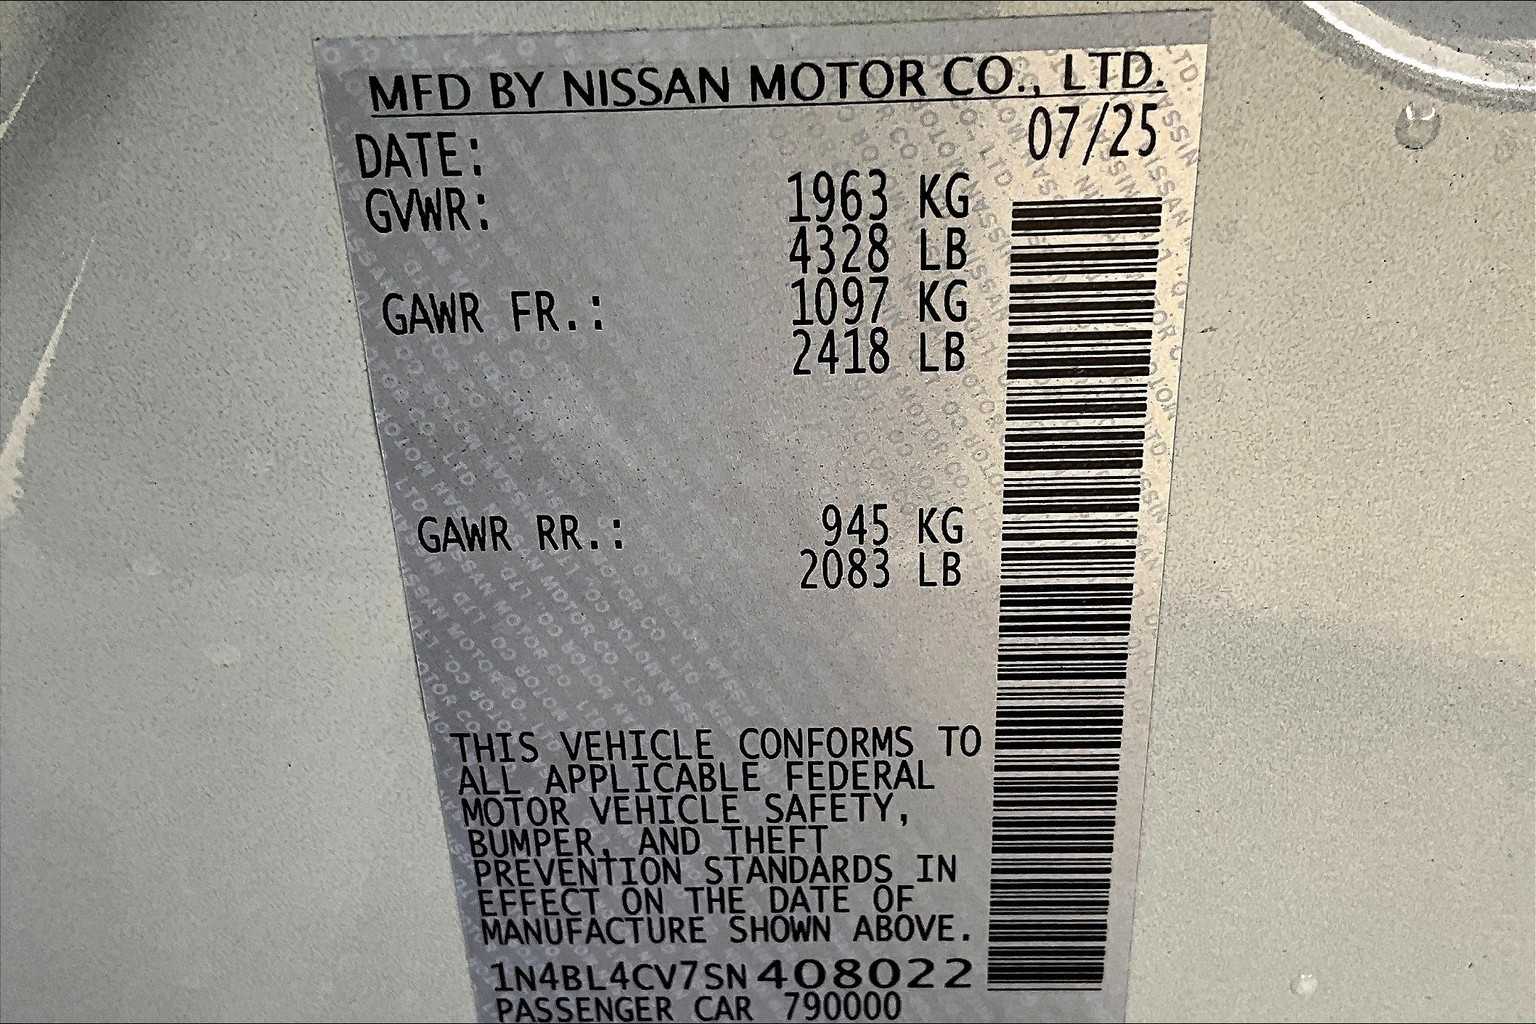 MFD BY NISSAN MOTOR CO., LTD.
DATE: 07/25
GVWR: 1963 KG
4328 LB
GAWR FR.: 1097 KG
2418 LB
GAWR RR.: 945 KG
2083 LB
THIS VEHICLE CONFORMS TO
ALL APPLICABLE FEDERAL
MOTOR VEHICLE SAFETY,
BUMPER, AND THEFT
PREVENTION STANDARDS IN
EFFECT ON THE DATE OF
MANUFACTURE SHOWN ABOVE.
1N4BL4CV7SN408022
PASSENGER CAR 790000